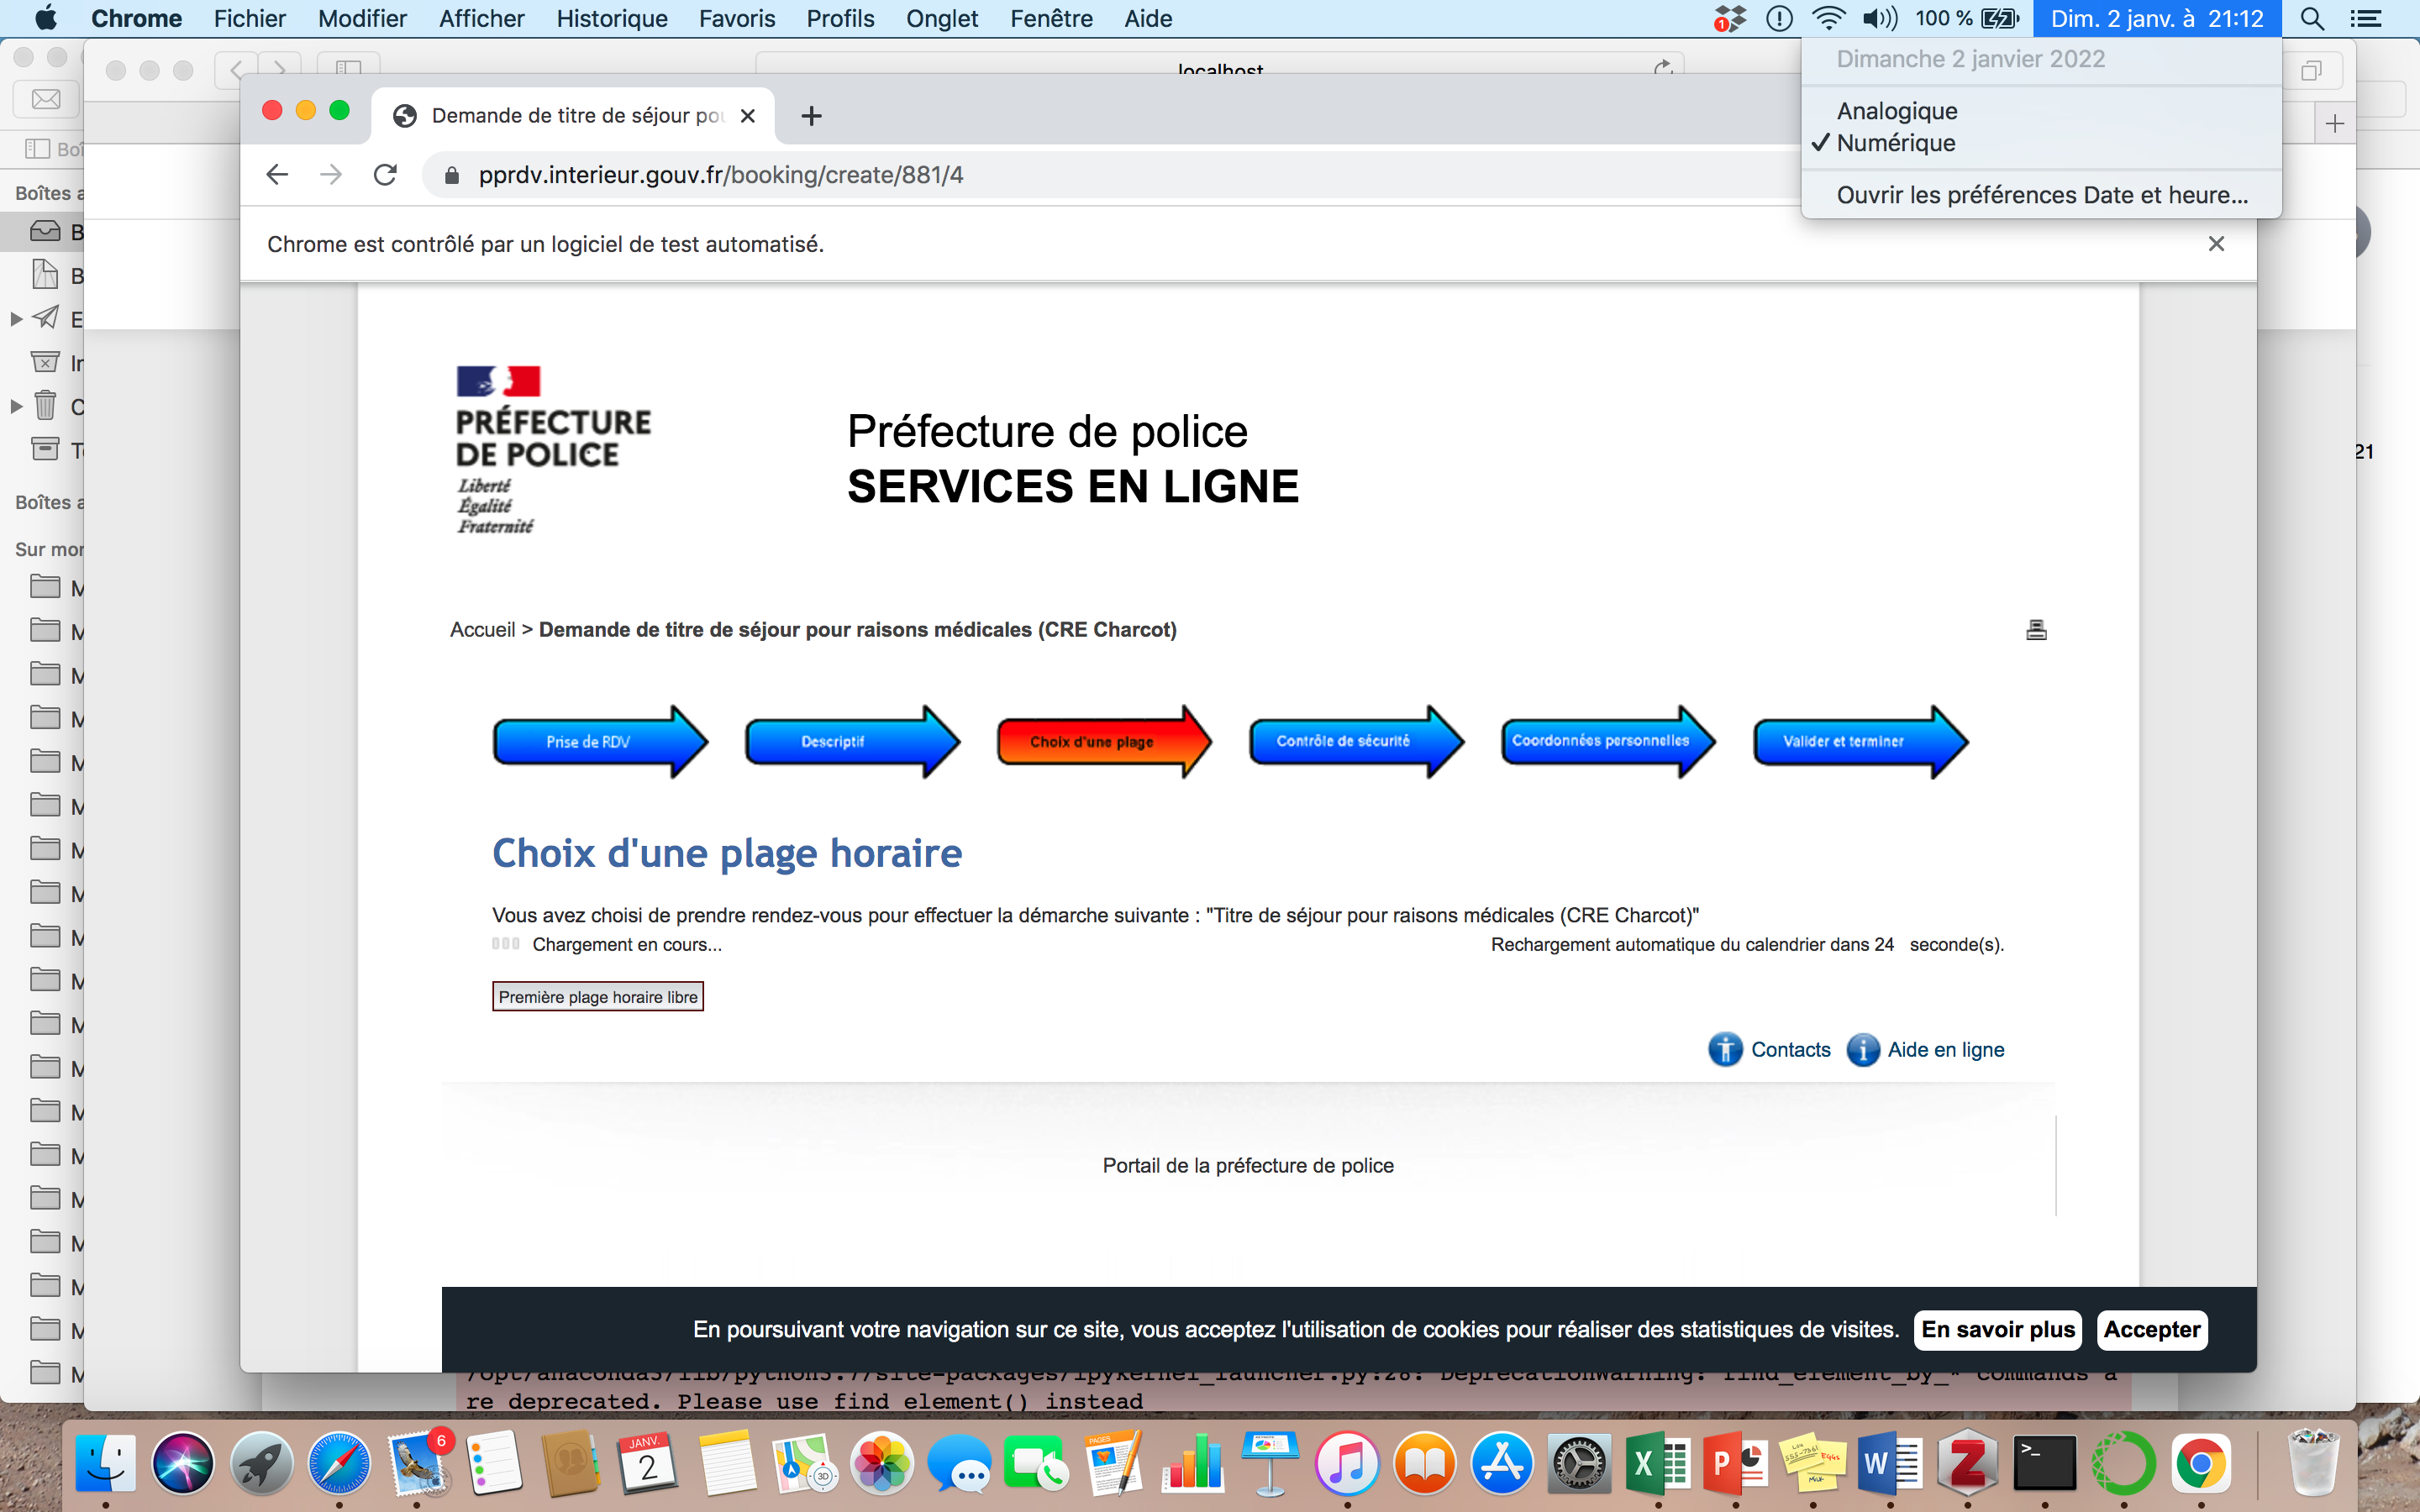 Chrome Fichier Modifier Afficher Historique Favoris Profils Onglet Fenêtre Aide
1 100 % Dim. 2 janv. à 21:12
Dimanche 2 janvier 2022
Analogique
✓ Numérique
Ouvrir les préférences Date et heure...
localhost
Demande de titre de séjour pou
pprdv.interieur.gouv.fr/booking/create/881/4
Chrome est contrôlé par un logiciel de test automatisé.
Boîtes a
Sur mon
Boîtes a
PRÉFECTURE
DE POLICE
Liberté
Égalité
Fraternité
Préfecture de police
SERVICES EN LIGNE
21
Accueil > Demande de titre de séjour pour raisons médicales (CRE Charcot)
Prise de RDV
Descriptif
Choix d'une plage
Contrôle de sécurité
Coordonnées personnelles
Valider et terminer
Choix d'une plage horaire
Vous avez choisi de prendre rendez-vous pour effectuer la démarche suivante : "Titre de séjour pour raisons médicales (CRE Charcot)"
Chargement en cours... Rechargement automatique du calendrier dans 24 seconde(s).
Première plage horaire libre
Contacts Aide en ligne
Portail de la préfecture de police
En poursuivant votre navigation sur ce site, vous acceptez l'utilisation de cookies pour réaliser des statistiques de visites. En savoir plus Accepter
/opt/anaconda3/lib/python3.7/site-packages/ipykernel_launcher.py:28: DeprecationWarning: find_element_by_* commands a
re deprecated. Please use find_element() instead
6
JANV.
2
3D
PAGES